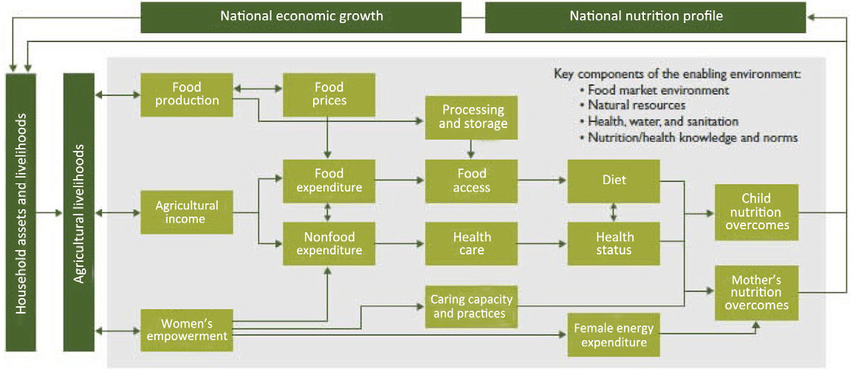 National economic growth
National nutrition profile
Household assets and livelihoods
Agricultural livelihoods
Food
production
Food
prices
Processing
and storage
Key components of the enabling environment:
• Food market environment
• Natural resources
• Health, water, and sanitation
• Nutrition/health knowledge and norms
Agricultural
income
Food
expenditure
Food
access
Diet
Nonfood
expenditure
Health
care
Health
status
Child
nutrition
overcomes
Women's
empowerment
Caring capacity
and practices
Female energy
expenditure
Mother's
nutrition
overcomes